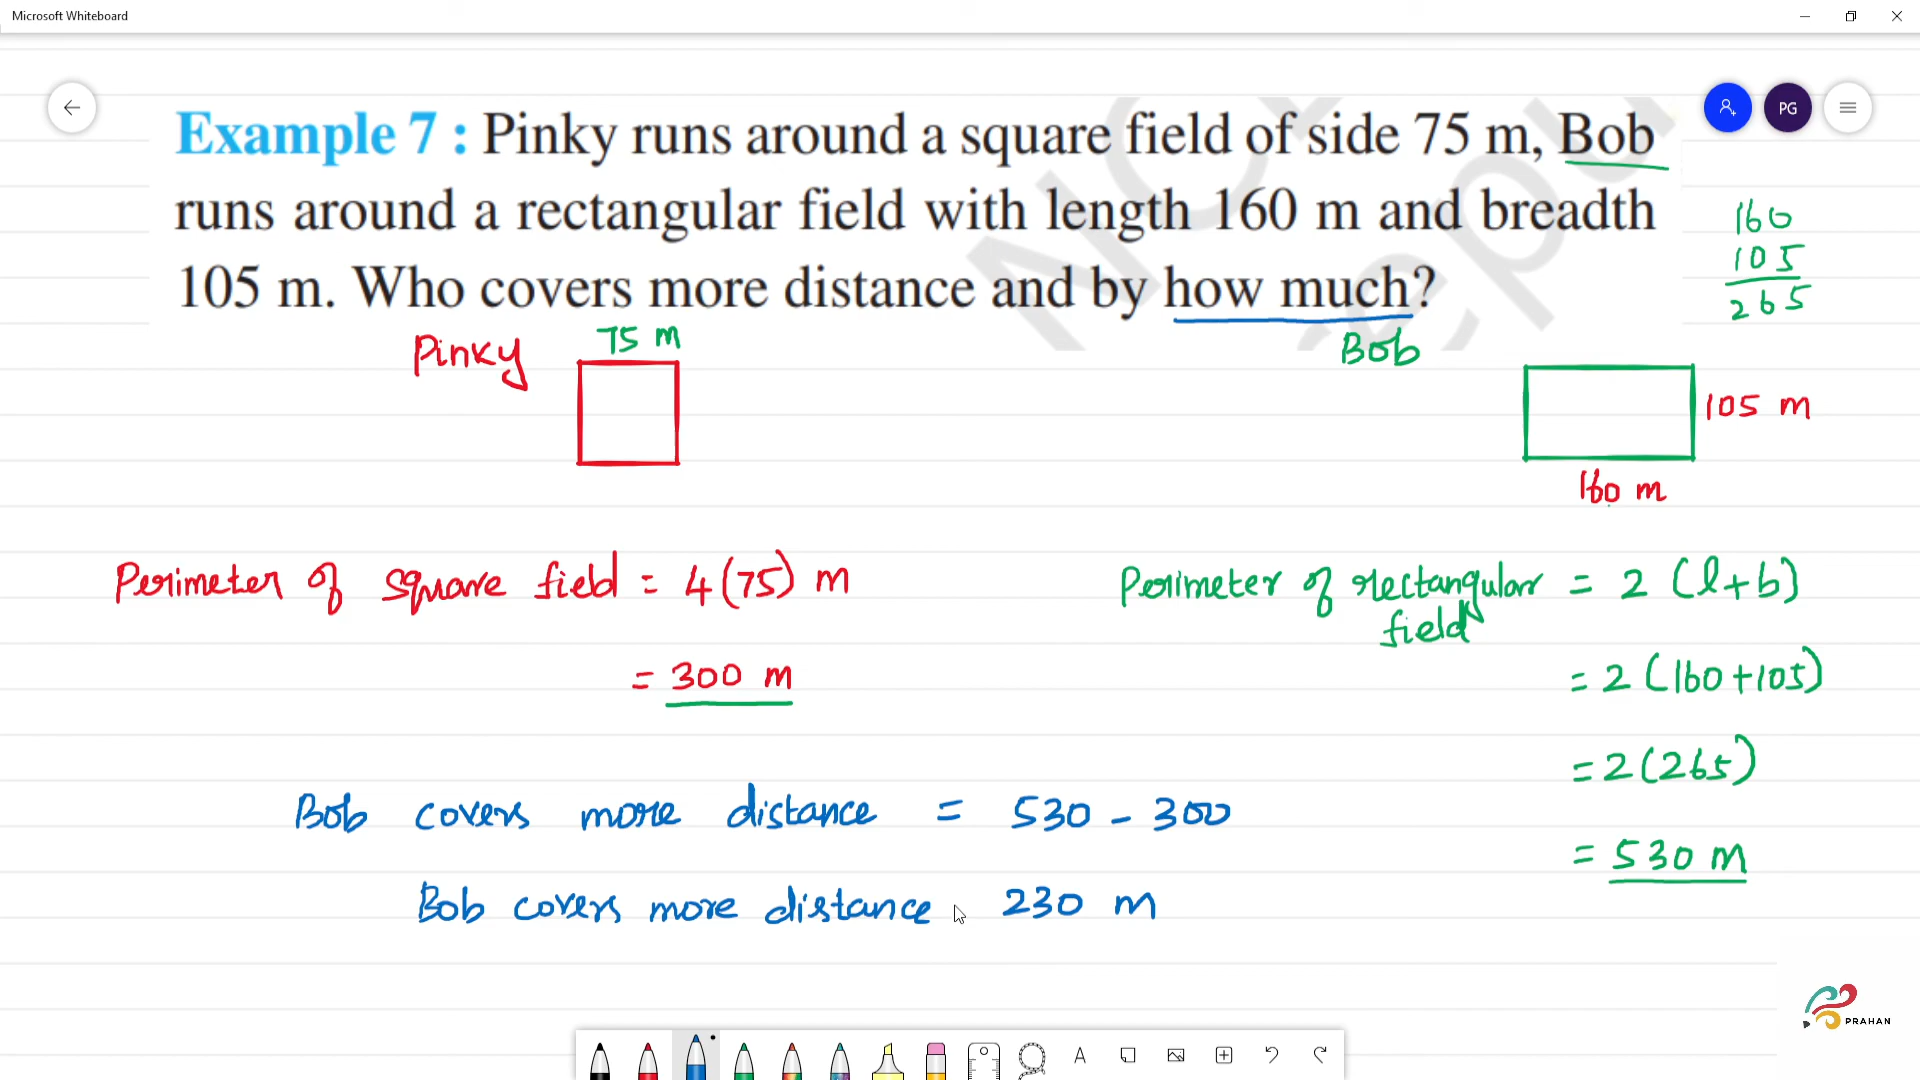 Microsoft Whiteboard
PG
Example 7 : Pinky runs around a square field of side 75 m, Bob
runs around a rectangular field with length 160 m and breadth
105 m. Who covers more distance and by how much?
160
105
265
Pinky
75 m
Bob
105 m
160 m
Perimeter of square field = 4 (75) m
= 300 m
Perimeter of rectangular = 2 (l+b)
field
= 2 (160+105)
= 2 (265)
= 530 m
Bob covers more distance = 530 - 300
Bob covers more distance 230 m
PRAHAN
A